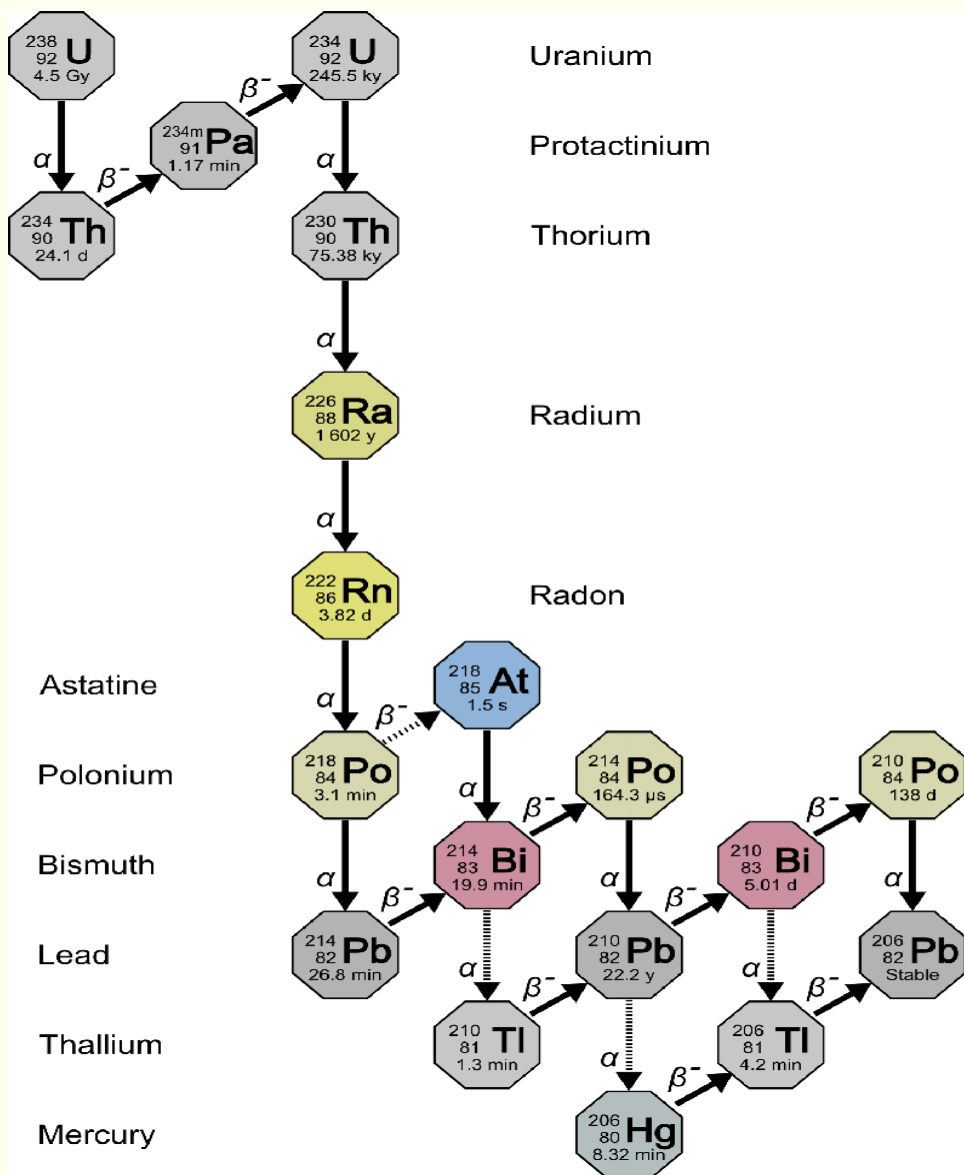 238
92 U
4.5 Gy
234
92 U
245.5 ky
Uranium
β⁻
234m
91 Pa
1.17 min
Protactinium
α
β⁻
α
234
90 Th
24.1 d
230
90 Th
75.38 ky
Thorium
α
226
88 Ra
1 602 y
Radium
α
222
86 Rn
3.82 d
Radon
Astatine
α
β⁻
218
85 At
1.5 s
Polonium
218
84 Po
3.1 min
α
214
84 Po
164.3 µs
210
84 Po
138 d
β⁻
β⁻
Bismuth
α
β⁻
214
83 Bi
19.9 min
α
β⁻
210
83 Bi
5.01 d
α
Lead
214
82 Pb
26.8 min
α
β⁻
210
82 Pb
22.2 y
α
β⁻
206
82 Pb
Stable
Thallium
210
81 Tl
1.3 min
α
β⁻
206
81 Tl
4.2 min
Mercury
206
80 Hg
8.32 min